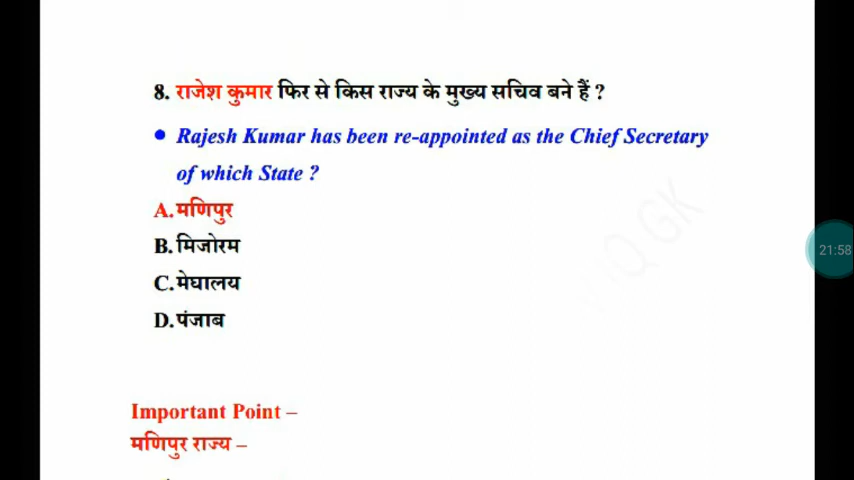 8. राजेश कुमार फिर से किस राज्य के मुख्य सचिव बने हैं ?
● Rajesh Kumar has been re-appointed as the Chief Secretary
of which State ?
A.मणिपुर
B.मिजोरम
C.मेघालय
D.पंजाब
21:58
Important Point –
मणिपुर राज्य –